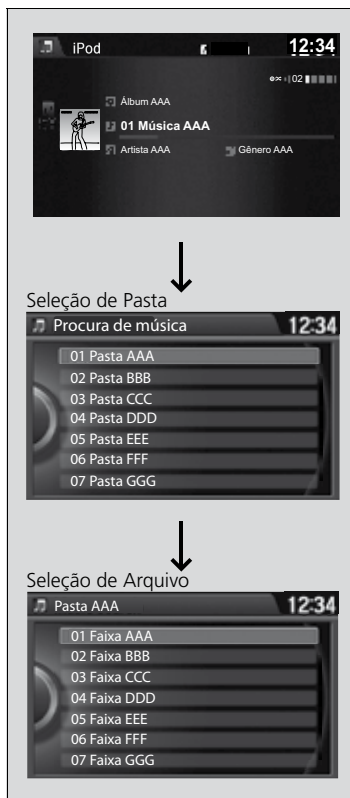 iPod 12:34
02
Álbum AAA
01 Música AAA
Artista AAA Gênero AAA
Seleção de Pasta
Procura de música 12:34
01 Pasta AAA
02 Pasta BBB
03 Pasta CCC
04 Pasta DDD
05 Pasta EEE
06 Pasta FFF
07 Pasta GGG
Seleção de Arquivo
Pasta AAA 12:34
01 Faixa AAA
02 Faixa BBB
03 Faixa CCC
04 Faixa DDD
05 Faixa EEE
06 Faixa FFF
07 Faixa GGG